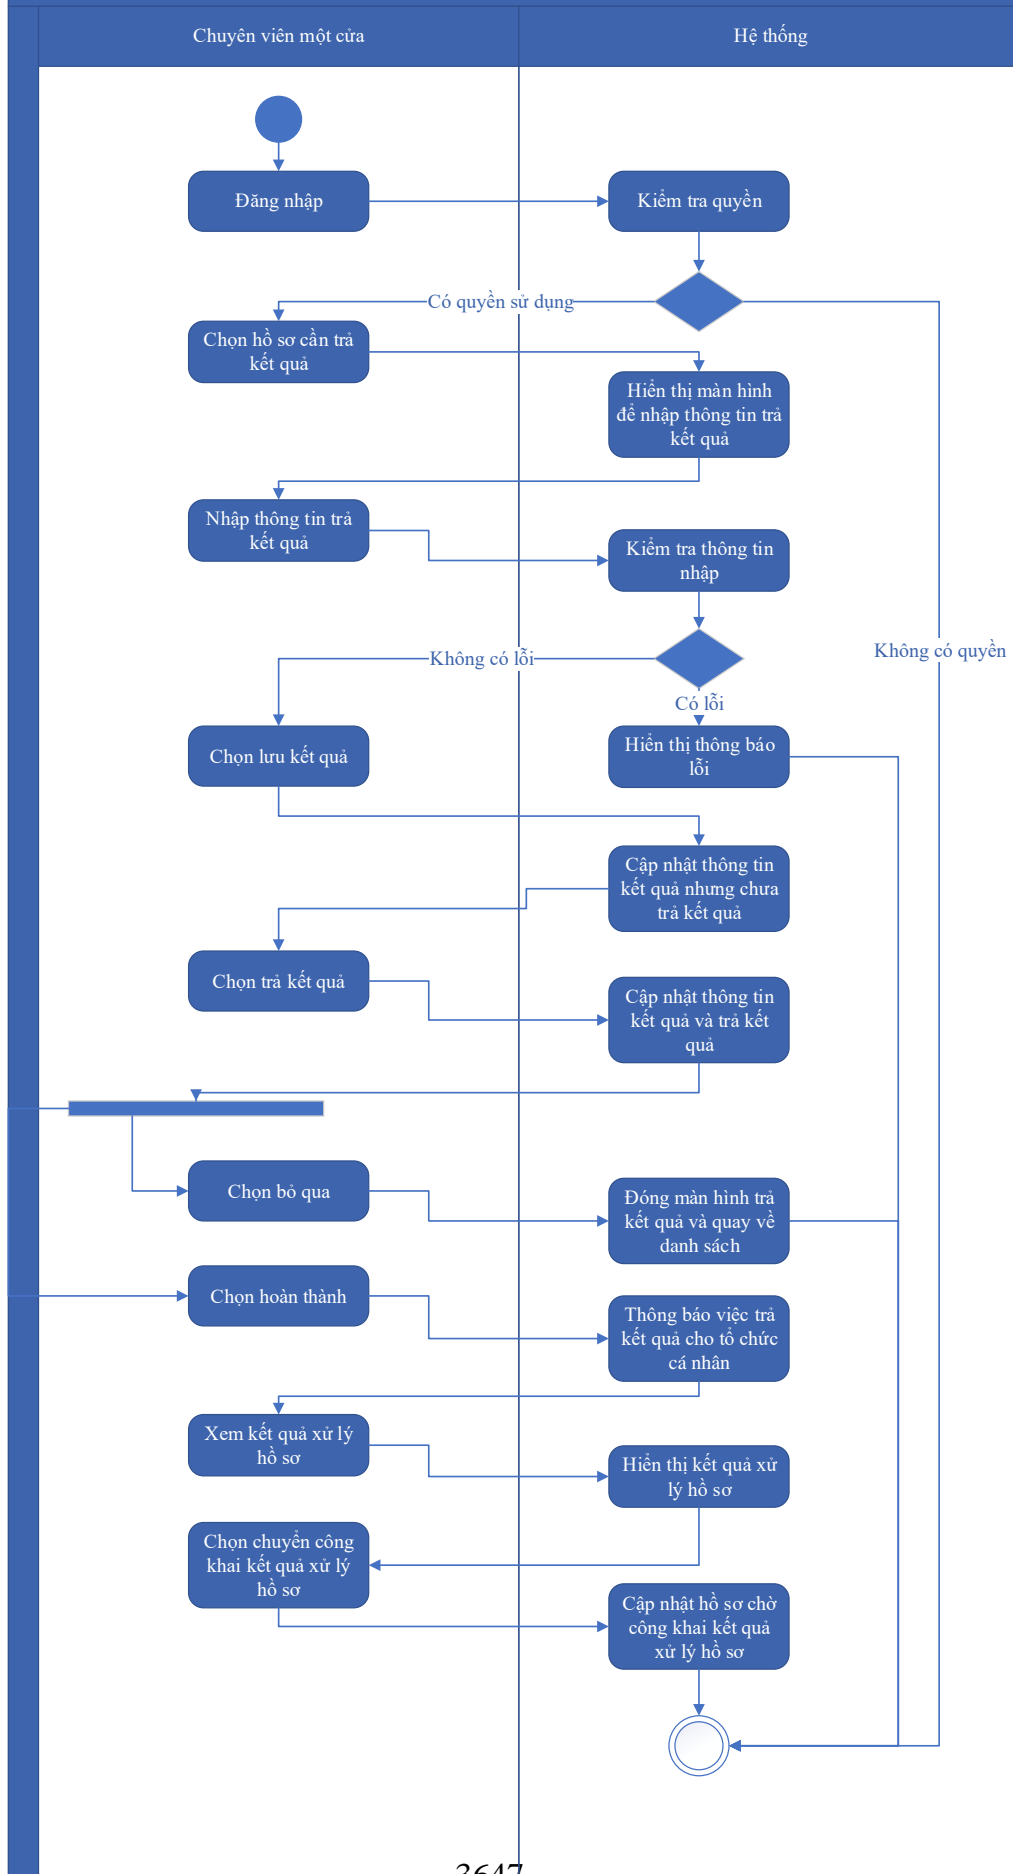 Chuyên viên một cửa
Hệ thống
Đăng nhập
Kiểm tra quyền
Có quyền sử dụng
Chọn hồ sơ cần trả
kết quả
Hiển thị màn hình
để nhập thông tin trả
kết quả
Nhập thông tin trả
kết quả
Kiểm tra thông tin
nhập
Không có quyền
Không có lỗi
Có lỗi
Chọn lưu kết quả
Hiển thị thông báo
lỗi
Cập nhật thông tin
kết quả nhưng chưa
trả kết quả
Chọn trả kết quả
Cập nhật thông tin
kết quả và trả kết
quả
Chọn bỏ qua
Đóng màn hình trả
kết quả và quay về
danh sách
Chọn hoàn thành
Thông báo việc trả
kết quả cho tổ chức
cá nhân
Xem kết quả xử lý
hồ sơ
Hiển thị kết quả xử
lý hồ sơ
Chọn chuyển công
khai kết quả xử lý
hồ sơ
Cập nhật hồ sơ chờ
công khai kết quả
xử lý hồ sơ
3647